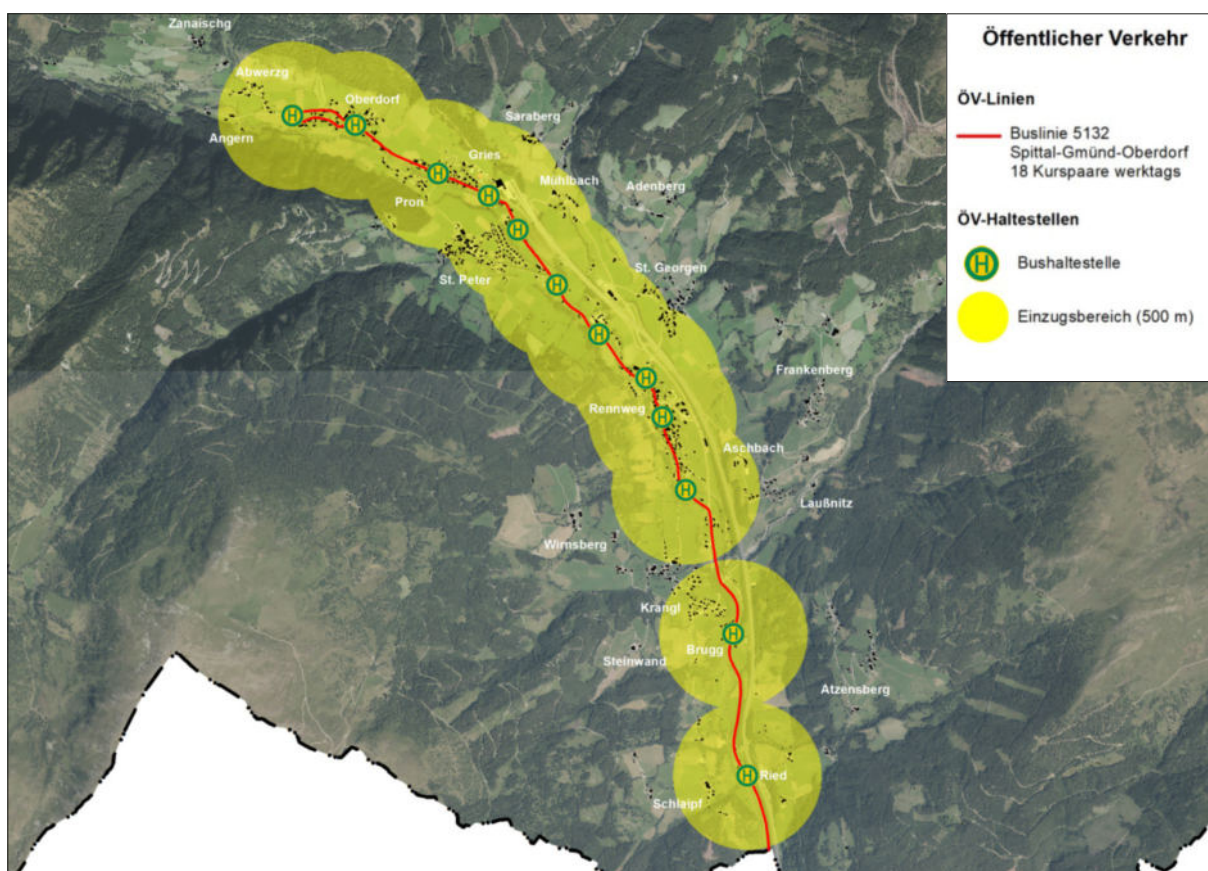 Zanaischg
Abwerzg
Oberdorf
Angern
Saraberg
Gries
Mühlbach
Adenberg
Pron
St. Peter
St. Georgen
Frankenberg
Rennweg
Aschbach
Laußnitz
Wirnsberg
Krangl
Brugg
Steinwand
Atzensberg
Ried
Schlaipf
H
H
H
H
H
H
H
H
H
H
H
H
Öffentlicher Verkehr
ÖV-Linien
Buslinie 5132
Spittal-Gmünd-Oberdorf
18 Kurspaare werktags
ÖV-Haltestellen
H
Bushaltestelle
Einzugsbereich (500 m)